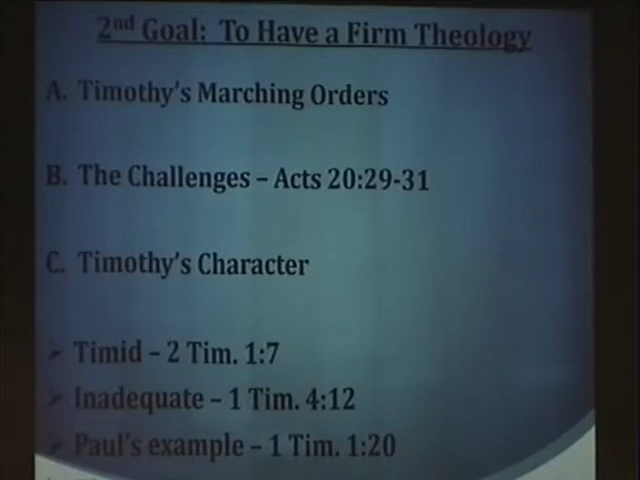 2nd Goal: To Have a Firm Theology
A. Timothy's Marching Orders
B. The Challenges – Acts 20:29-31
C. Timothy's Character
➢ Timid – 2 Tim. 1:7
➢ Inadequate – 1 Tim. 4:12
➢ Paul's example – 1 Tim. 1:20